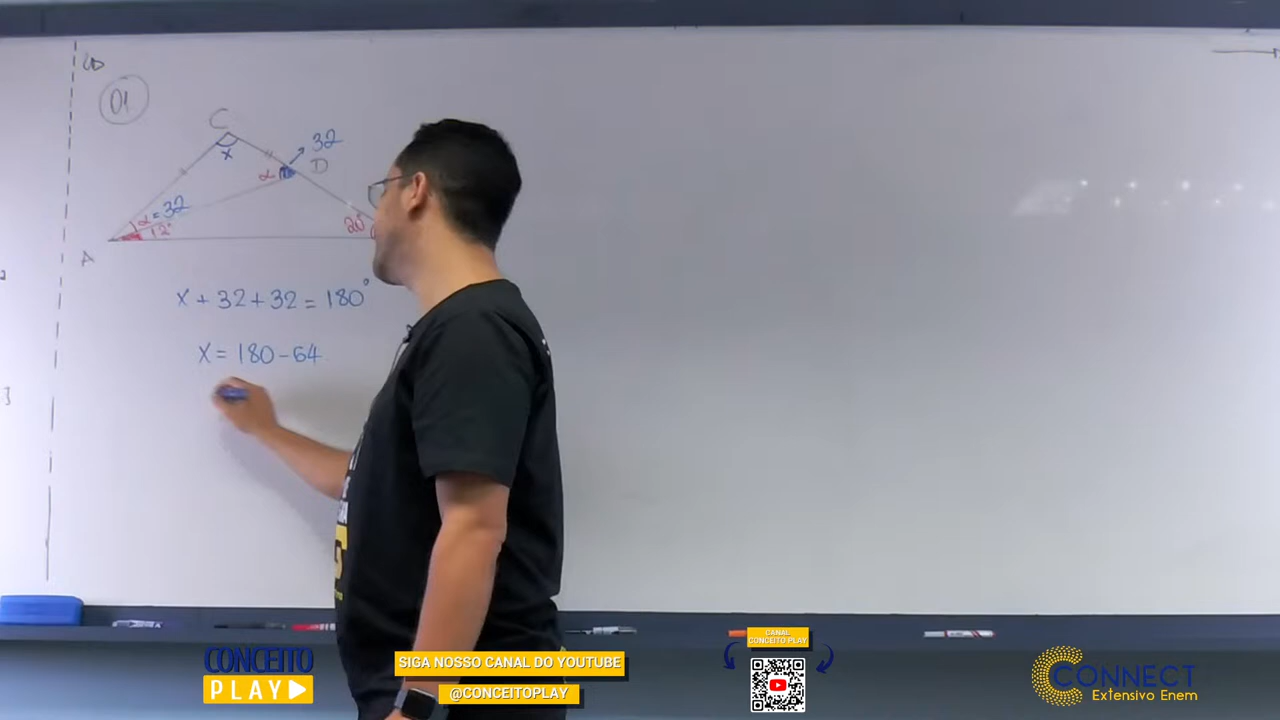 01
C
x
32
D
α
α = 32
12°
20
A
x + 32 + 32 = 180°
x = 180 - 64
CONCEITO
PLAY
SIGA NOSSO CANAL DO YOUTUBE
@CONCEITOPLAY
CANAL
CONCEITO PLAY
CONNECT
Extensivo Enem